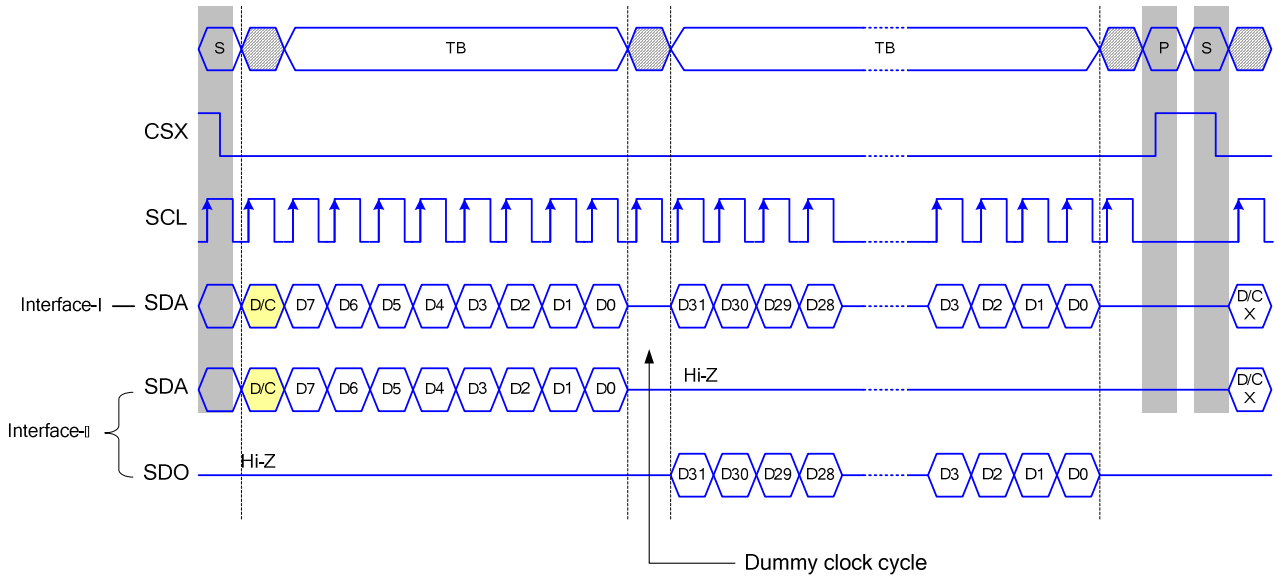 S TB TB P S
CSX
SCL
Interface-I SDA D/C D7 D6 D5 D4 D3 D2 D1 D0 D31 D30 D29 D28 D3 D2 D1 D0 D/C X
SDA D/C D7 D6 D5 D4 D3 D2 D1 D0 Hi-Z D/C X
Interface-▯
SDO Hi-Z D31 D30 D29 D28 D3 D2 D1 D0
Dummy clock cycle